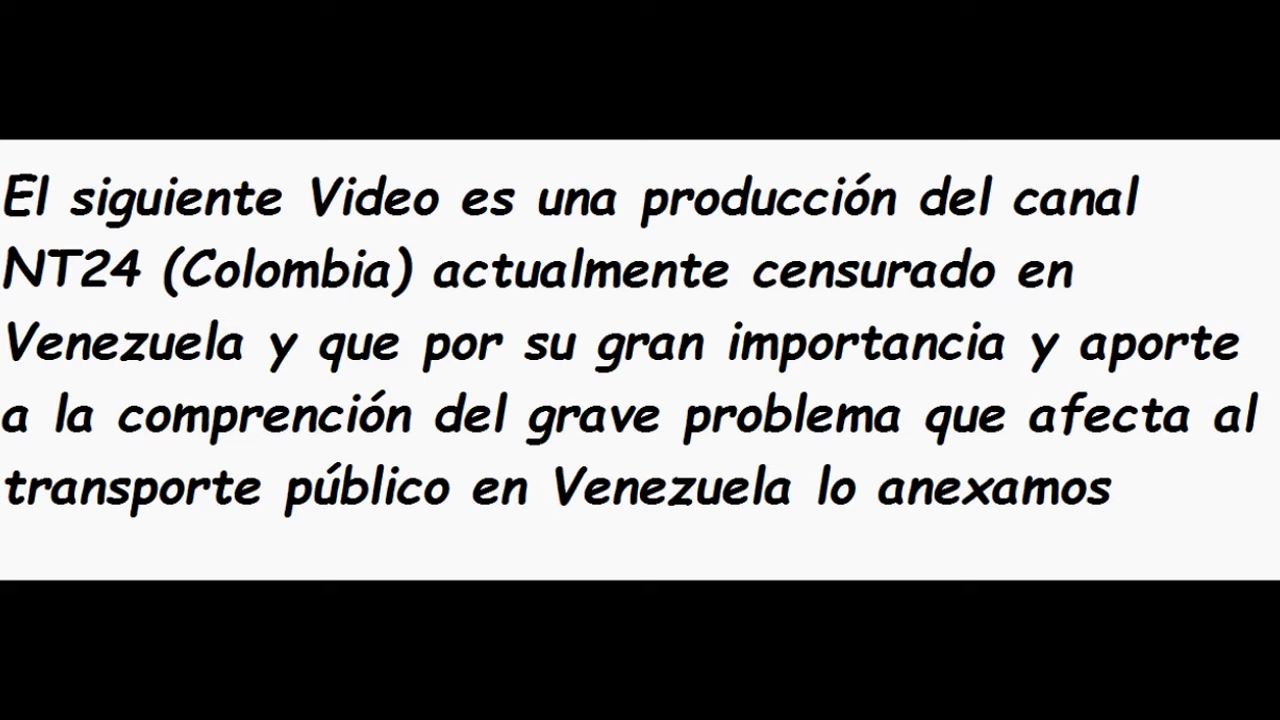 El siguiente Video es una producción del canal
NT24 (Colombia) actualmente censurado en
Venezuela y que por su gran importancia y aporte
a la comprención del grave problema que afecta al
transporte público en Venezuela lo anexamos